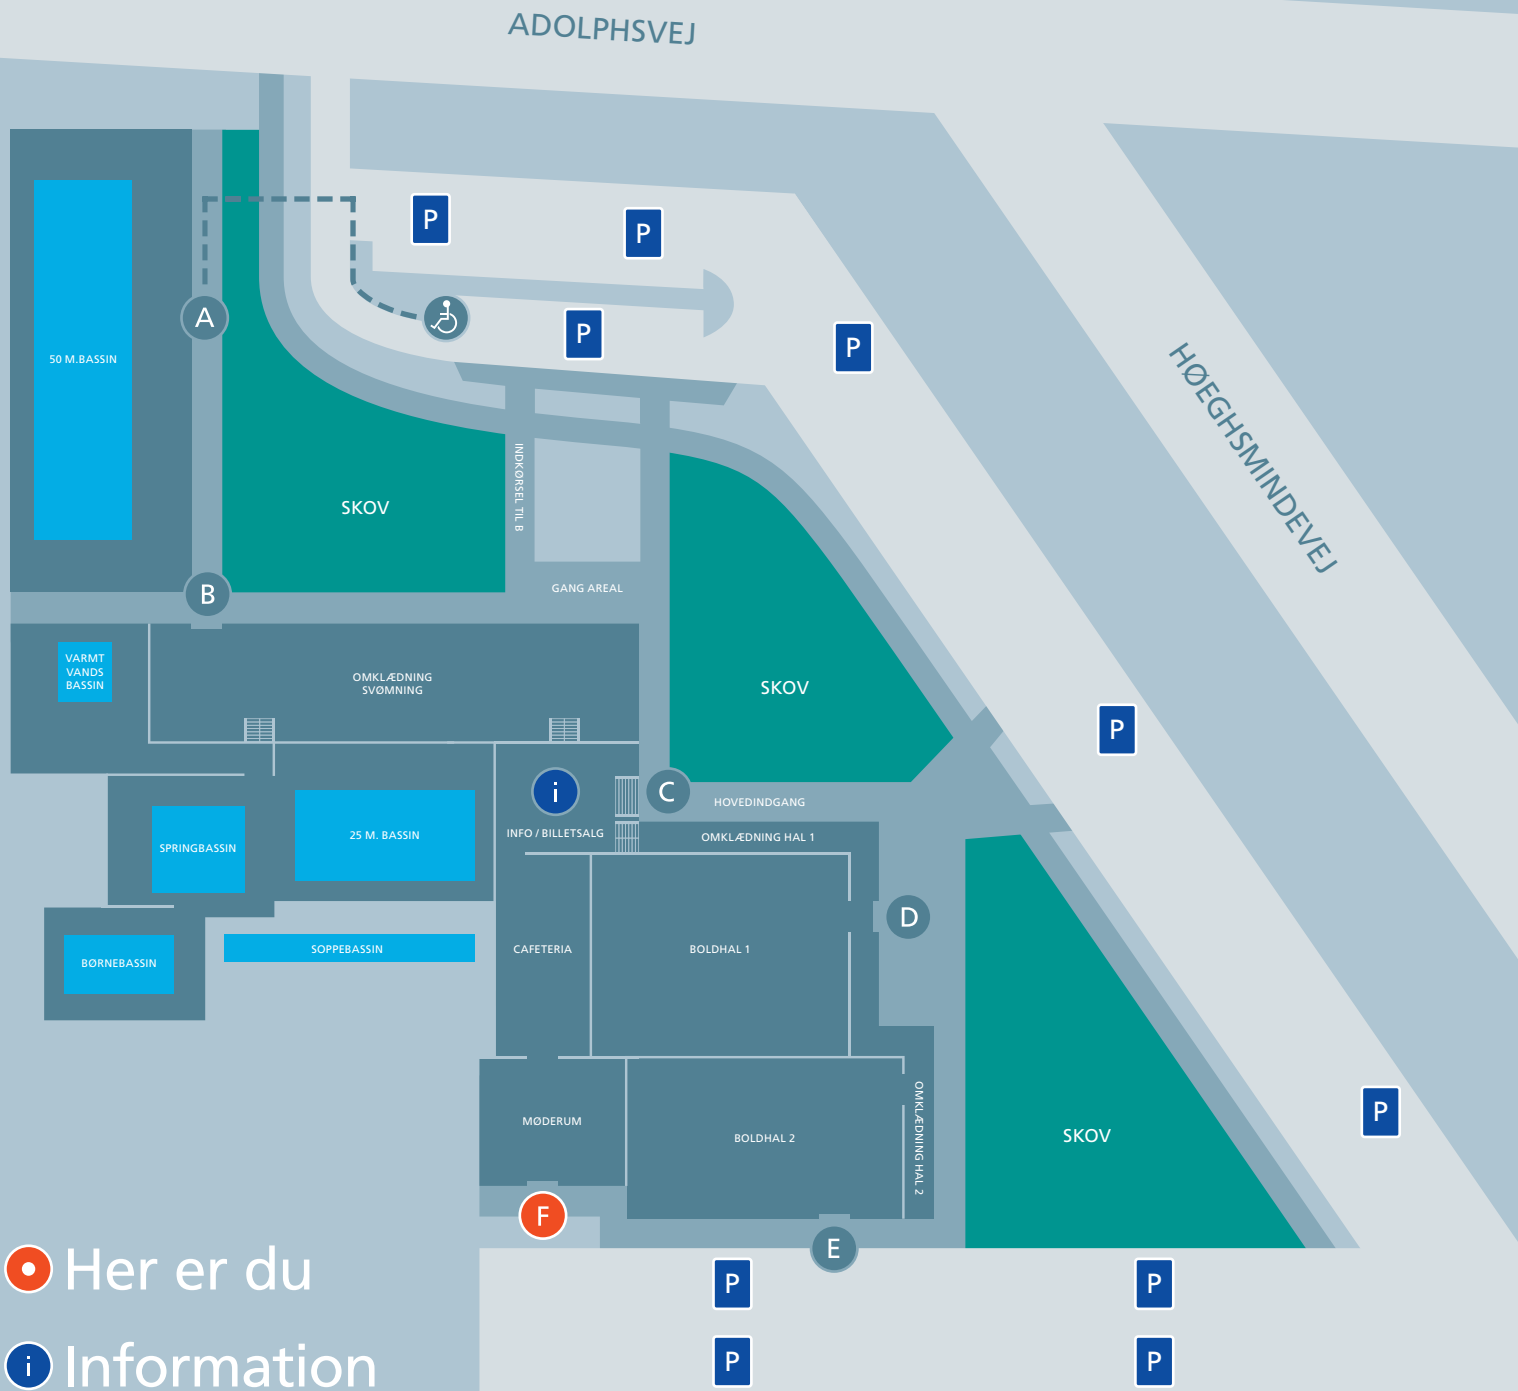 ADOLPHSVEJ
P
P
A
P
P
50 M.BASSIN
HØEGHSMINDEVEJ
INDKØRSEL TIL B
SKOV
B
GANG AREAL
VARMT
VANDS
BASSIN
OMKLÆDNING
SVØMNING
SKOV
P
i
C
HOVEDINDGANG
INFO / BILLETSALG
OMKLÆDNING HAL 1
SPRINGBASSIN
25 M. BASSIN
D
BØRNEBASSIN
SOPPEBASSIN
CAFETERIA
BOLDHAL 1
MØDERUM
BOLDHAL 2
OMKLÆDNING HAL 2
SKOV
P
F
E
Her er du
P
P
i Information
P
P